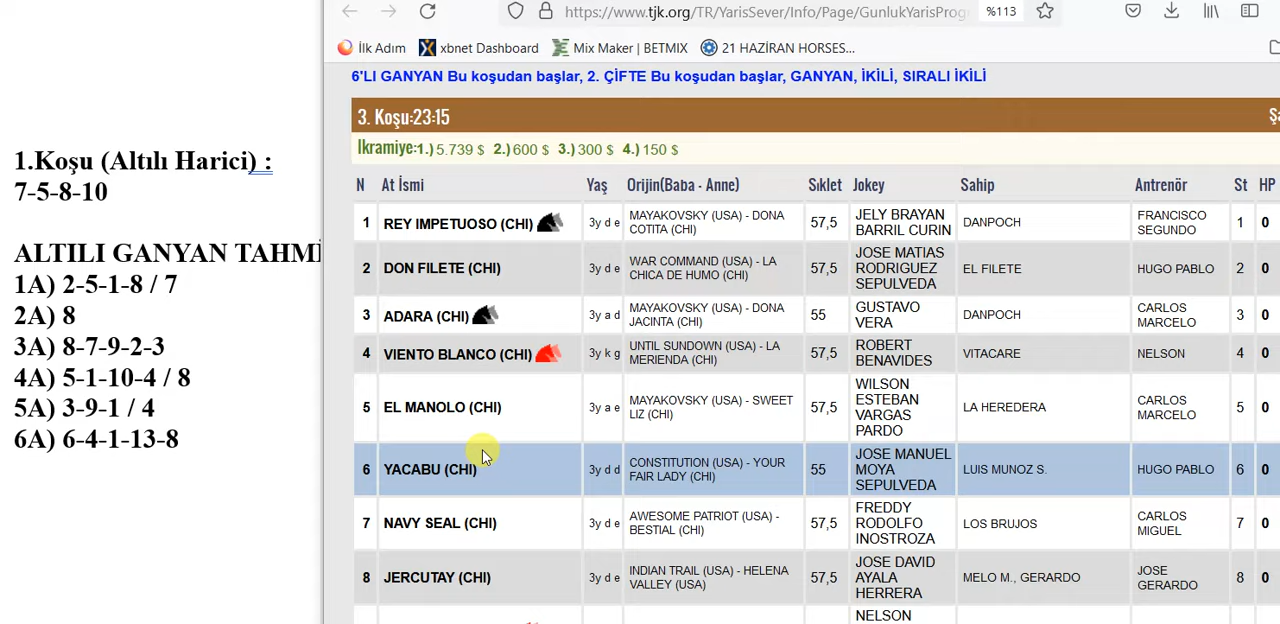 https://www.tjk.org/TR/YarisSever/Info/Page/GunlukYarisProg
%113
İlk Adım
xbnet Dashboard
Mix Maker | BETMIX
21 HAZİRAN HORSES...
1.Koşu (Altılı Harici) :
7-5-8-10
ALTILI GANYAN TAHMİ
1A) 2-5-1-8 / 7
2A) 8
3A) 8-7-9-2-3
4A) 5-1-10-4 / 8
5A) 3-9-1 / 4
6A) 6-4-1-13-8
6'LI GANYAN Bu koşudan başlar, 2. ÇİFTE Bu koşudan başlar, GANYAN, İKİLİ, SIRALI İKİLİ
3. Koşu:23:15
Şa
İkramiye:1.) 5.739 $ 2.) 600 $ 3.) 300 $ 4.) 150 $
N At İsmi Yaş Orijin(Baba - Anne) Sıklet Jokey Sahip Antrenör St HP
1 REY IMPETUOSO (CHI) 3y d e MAYAKOVSKY (USA) - DONA COTITA (CHI) 57,5 JELY BRAYAN BARRIL CURIN DANPOCH FRANCISCO SEGUNDO 1 0
2 DON FILETE (CHI) 3y d e WAR COMMAND (USA) - LA CHICA DE HUMO (CHI) 57,5 JOSE MATIAS RODRIGUEZ SEPULVEDA EL FILETE HUGO PABLO 2 0
3 ADARA (CHI) 3y a d MAYAKOVSKY (USA) - DONA JACINTA (CHI) 55 GUSTAVO VERA DANPOCH CARLOS MARCELO 3 0
4 VIENTO BLANCO (CHI) 3y k g UNTIL SUNDOWN (USA) - LA MERIENDA (CHI) 57,5 ROBERT BENAVIDES VITACARE NELSON 4 0
5 EL MANOLO (CHI) 3y a e MAYAKOVSKY (USA) - SWEET LIZ (CHI) 57,5 WILSON ESTEBAN VARGAS PARDO LA HEREDERA CARLOS MARCELO 5 0
6 YACABU (CHI) 3y d d CONSTITUTION (USA) - YOUR FAIR LADY (CHI) 55 JOSE MANUEL MOYA SEPULVEDA LUIS MUNOZ S. HUGO PABLO 6 0
7 NAVY SEAL (CHI) 3y d e AWESOME PATRIOT (USA) - BESTIAL (CHI) 57,5 FREDDY RODOLFO INOSTROZA LOS BRUJOS CARLOS MIGUEL 7 0
8 JERCUTAY (CHI) 3y d e INDIAN TRAIL (USA) - HELENA VALLEY (USA) 57,5 JOSE DAVID AYALA HERRERA MELO M., GERARDO JOSE GERARDO 8 0
NELSON